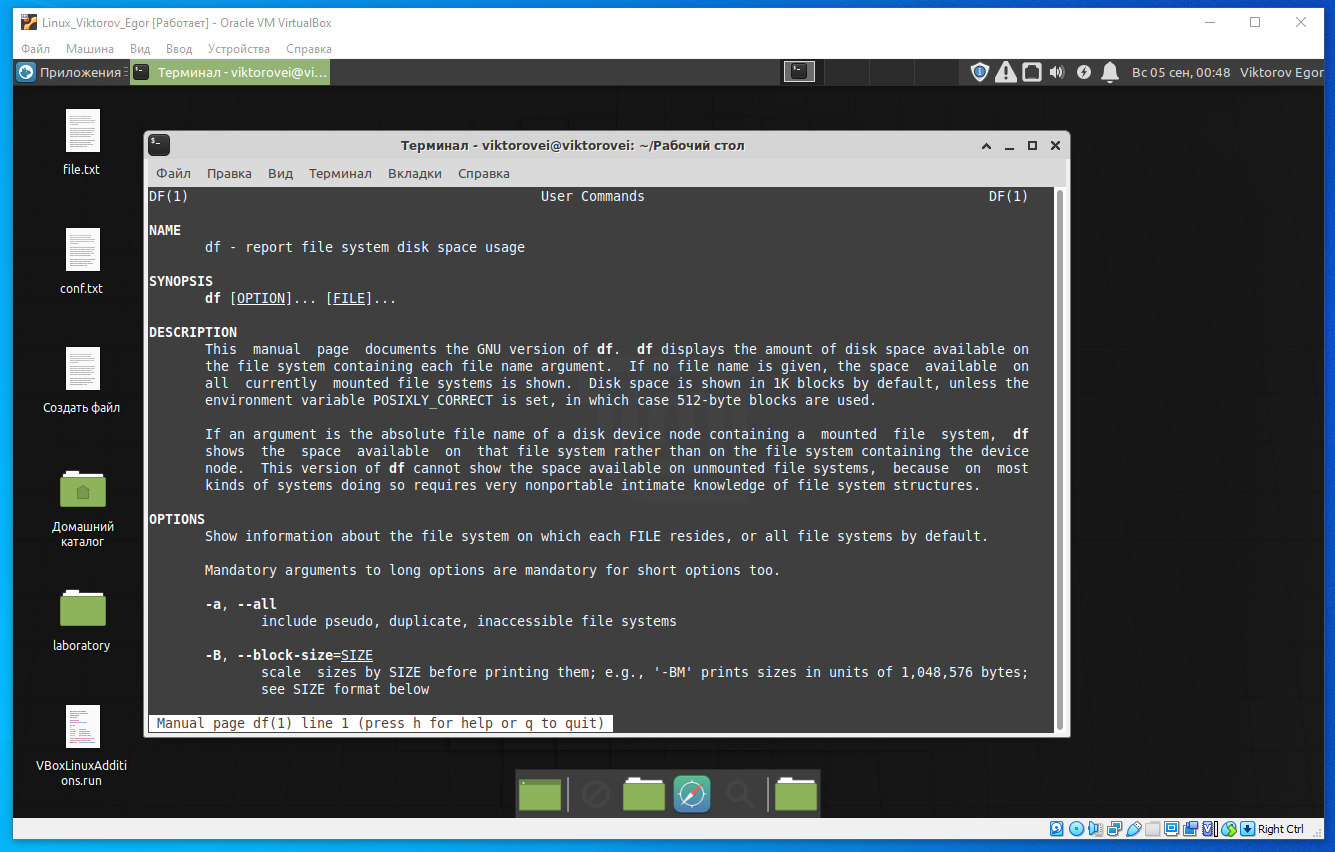 Linux_Viktorov_Egor [Работает] - Oracle VM VirtualBox
Файл Машина Вид Ввод Устройства Справка
Приложения Терминал - viktorovei@vi... Вс 05 сен, 00:48 Viktorov Egor
file.txt
conf.txt
Создать файл
Домашний
каталог
laboratory
VBoxLinuxAdditi
ons.run
Терминал - viktorovei@viktorovei: ~/Рабочий стол
Файл Правка Вид Терминал Вкладки Справка
DF(1) User Commands DF(1)
NAME
df - report file system disk space usage
SYNOPSIS
df [OPTION]... [FILE]...
DESCRIPTION
This manual page documents the GNU version of df. df displays the amount of disk space available on
the file system containing each file name argument. If no file name is given, the space available on
all currently mounted file systems is shown. Disk space is shown in 1K blocks by default, unless the
environment variable POSIXLY_CORRECT is set, in which case 512-byte blocks are used.
If an argument is the absolute file name of a disk device node containing a mounted file system, df
shows the space available on that file system rather than on the file system containing the device
node. This version of df cannot show the space available on unmounted file systems, because on most
kinds of systems doing so requires very nonportable intimate knowledge of file system structures.
OPTIONS
Show information about the file system on which each FILE resides, or all file systems by default.
Mandatory arguments to long options are mandatory for short options too.
-a, --all
include pseudo, duplicate, inaccessible file systems
-B, --block-size=SIZE
scale sizes by SIZE before printing them; e.g., '-BM' prints sizes in units of 1,048,576 bytes;
see SIZE format below
Manual page df(1) line 1 (press h for help or q to quit)
Right Ctrl